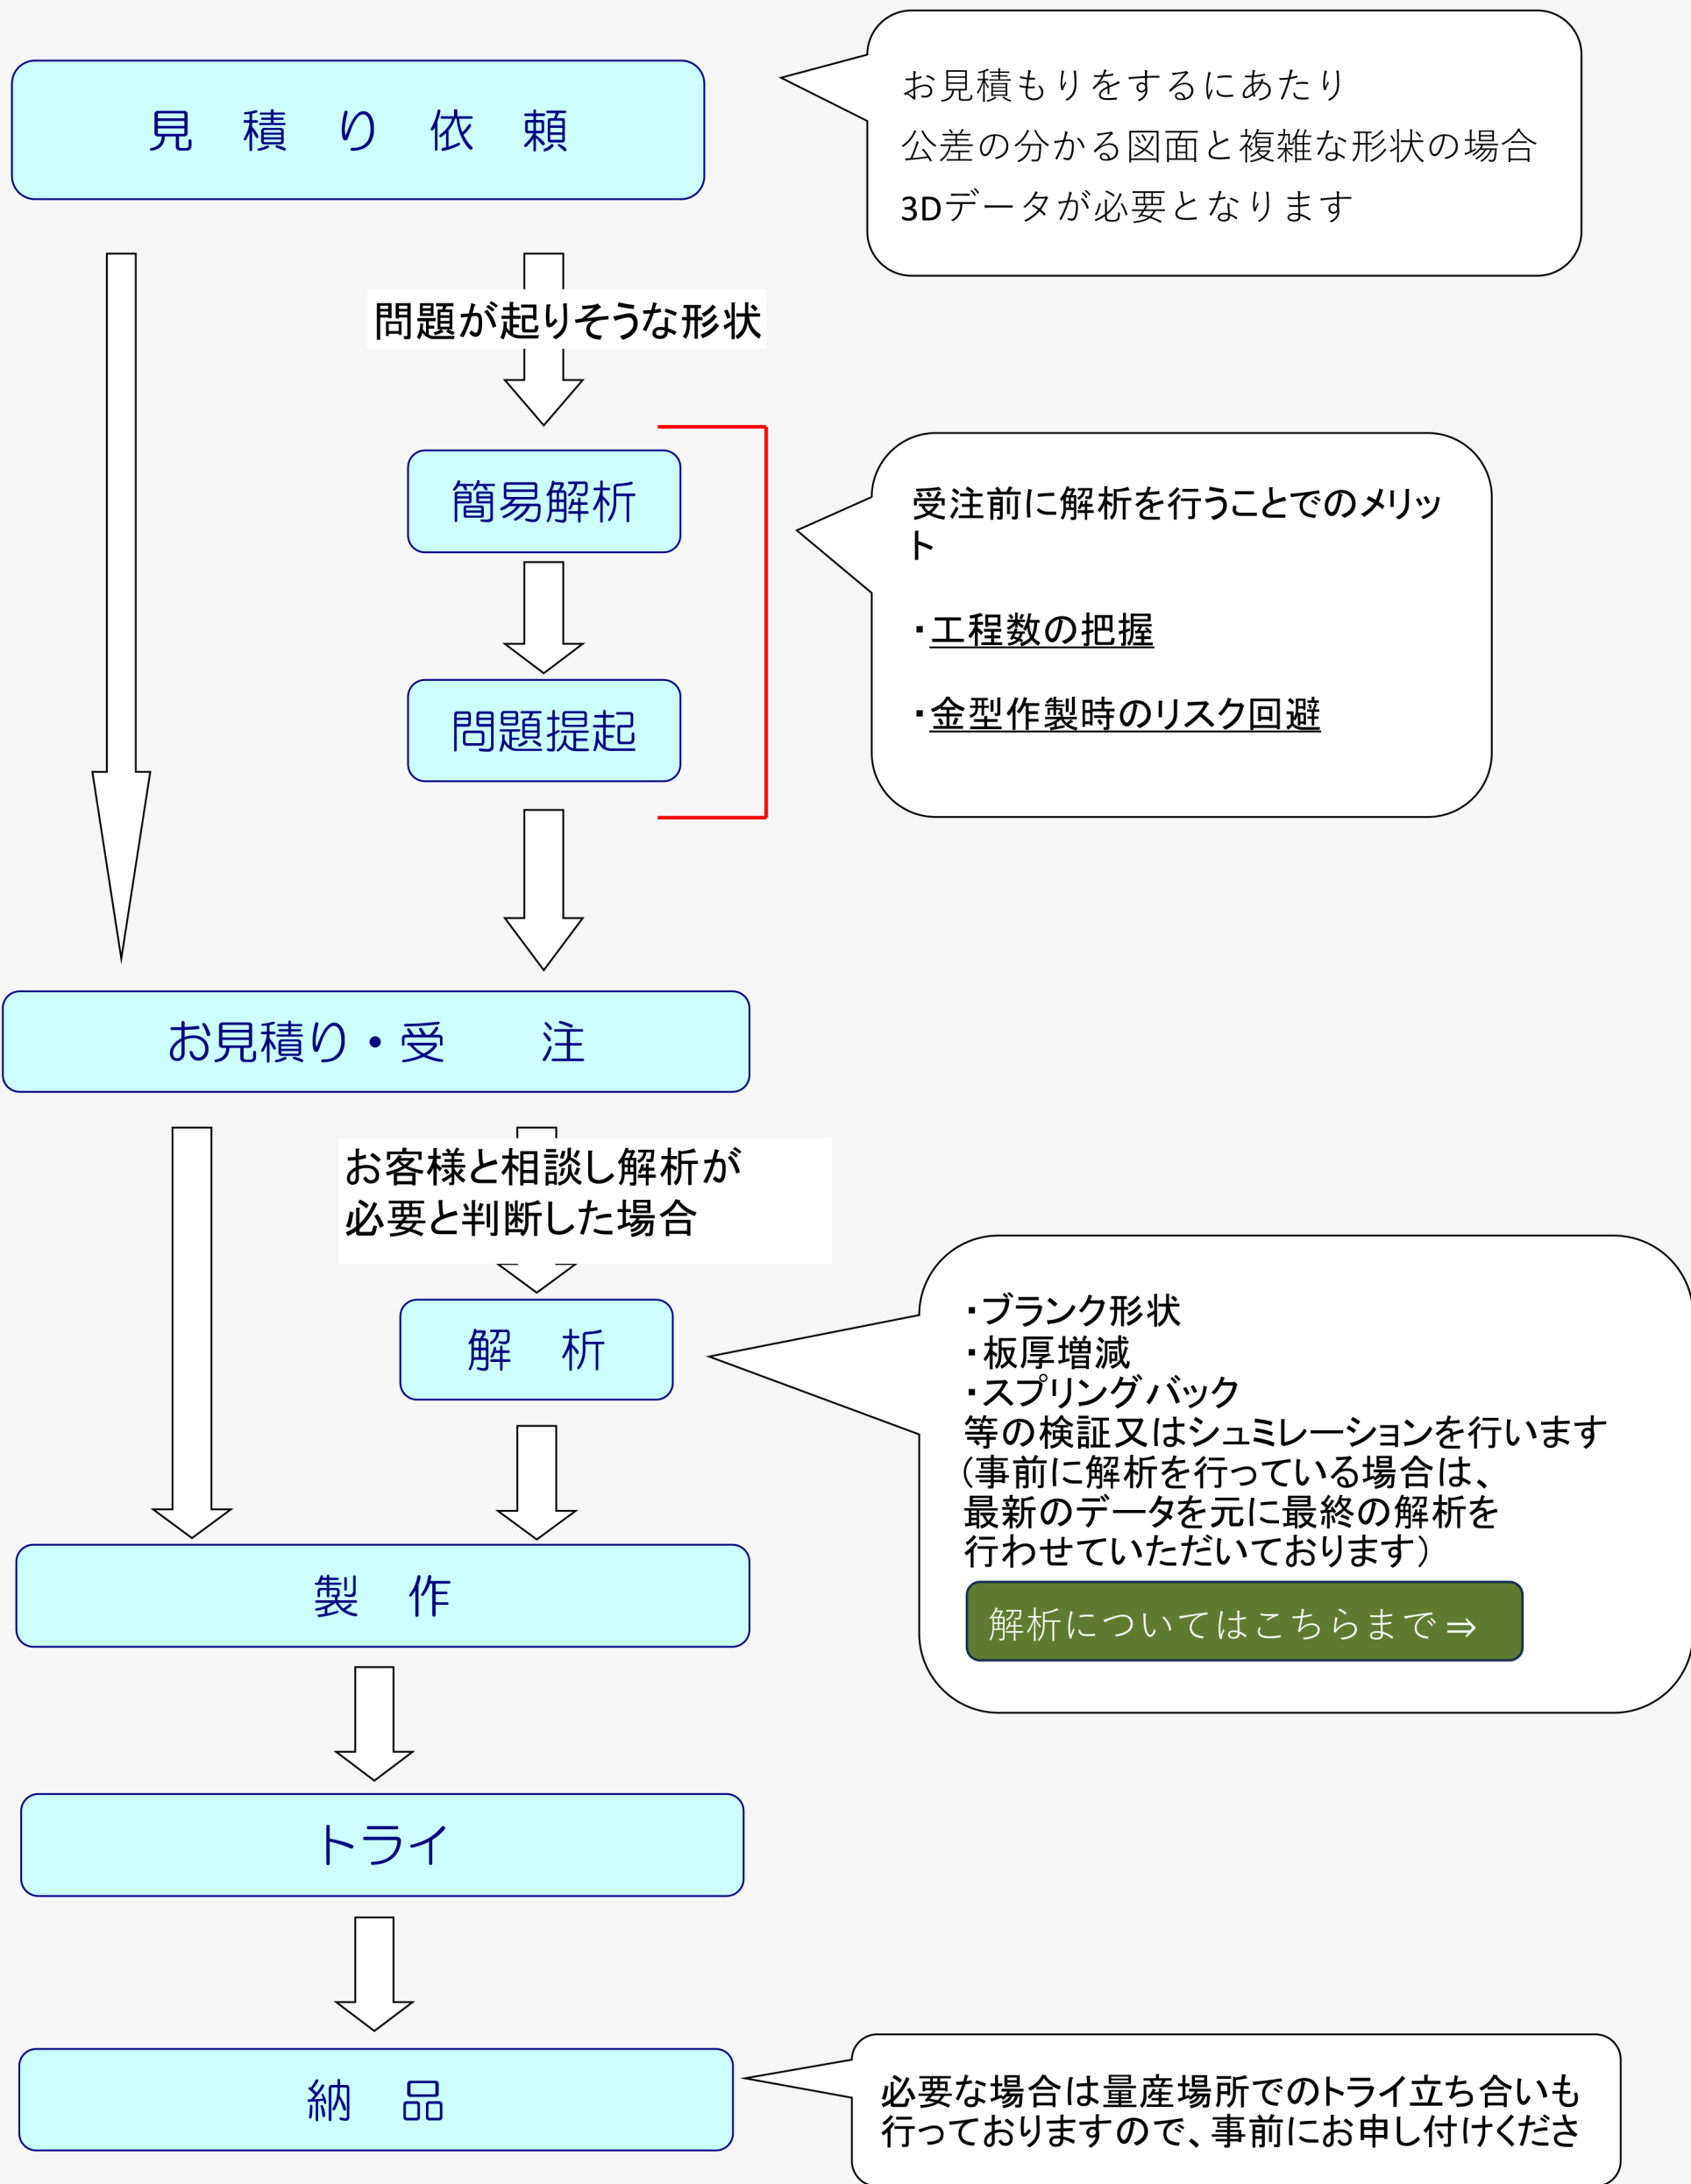 見 積 り 依 頼
お見積もりをするにあたり
公差の分かる図面と複雑な形状の場合
3Dデータが必要となります
問題が起りそうな形状
簡易解析
受注前に解析を行うことでのメリッ
ト
・工程数の把握
・金型作製時のリスク回避
問題提起
お見積り・受 注
お客様と相談し解析が
必要と判断した場合
解 析
・ブランク形状
・板厚増減
・スプリングバック
等の検証又はシュミレーションを行います
(事前に解析を行っている場合は、
最新のデータを元に最終の解析を
行わせていただいております)
解析についてはこちらまで⇒
製 作
トライ
納 品
必要な場合は量産場所でのトライ立ち合いも
行っておりますので、事前にお申し付けくださ